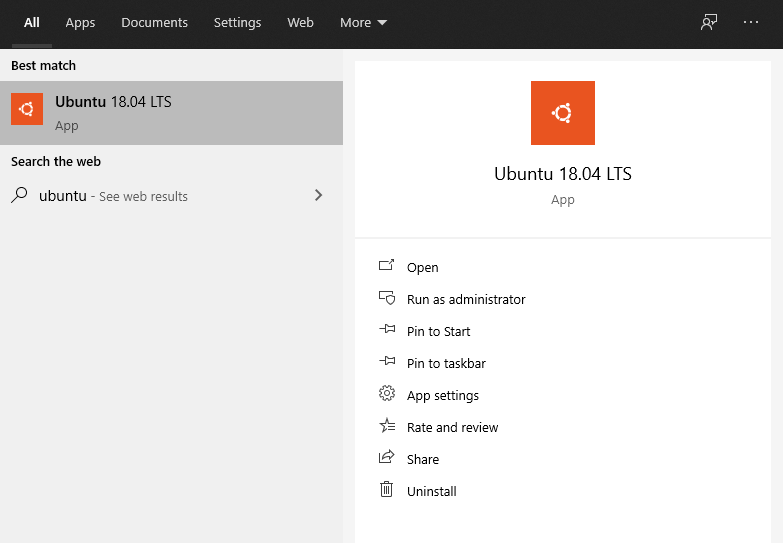 All Apps Documents Settings Web More
Best match
Ubuntu 18.04 LTS
App
Search the web
ubuntu - See web results
Ubuntu 18.04 LTS
App
Open
Run as administrator
Pin to Start
Pin to taskbar
App settings
Rate and review
Share
Uninstall